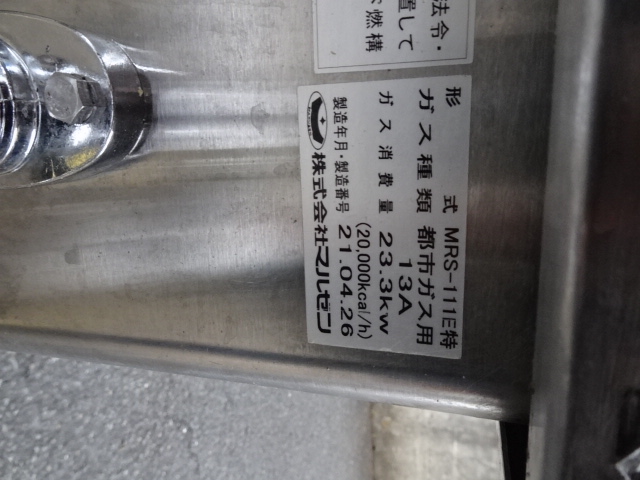 法令・
置して
燃構
形 式 MRS-111E特
ガス種類 都市ガス用
13A
ガス消費量 23.3kw
(20,000kcal/h)
製造年月・製造番号 21.04.26
株式会社マルゼン